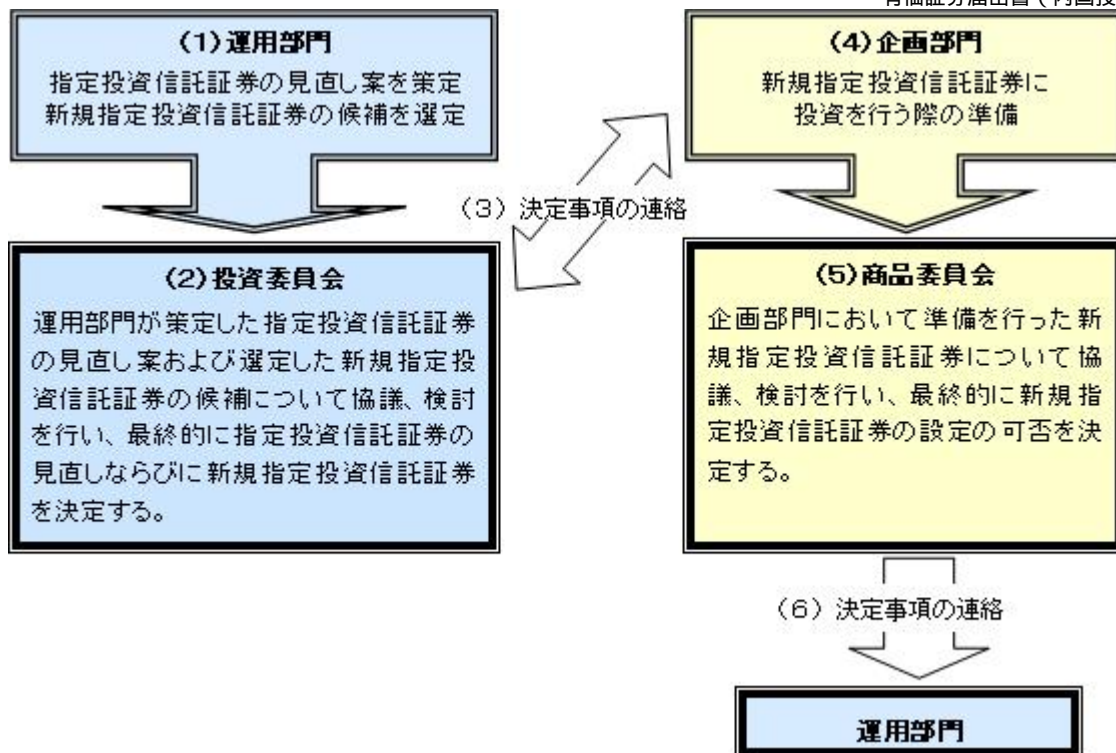 (1)運用部門
指定投資信託証券の見直し案を策定
新規指定投資信託証券の候補を選定
(4)企画部門
新規指定投資信託証券に
投資を行う際の準備
(3)決定事項の連絡
(2)投資委員会
運用部門が策定した指定投資信託証券
の見直し案および選定した新規指定投
資信託証券の候補について協議、検討
を行い、最終的に指定投資信託証券の
見直しならびに新規指定投資信託証券
を決定する。
(5)商品委員会
企画部門において準備を行った新
規指定投資信託証券について協
議、検討を行い、最終的に新規指
定投資信託証券の設定の可否を決
定する。
(6)決定事項の連絡
運用部門